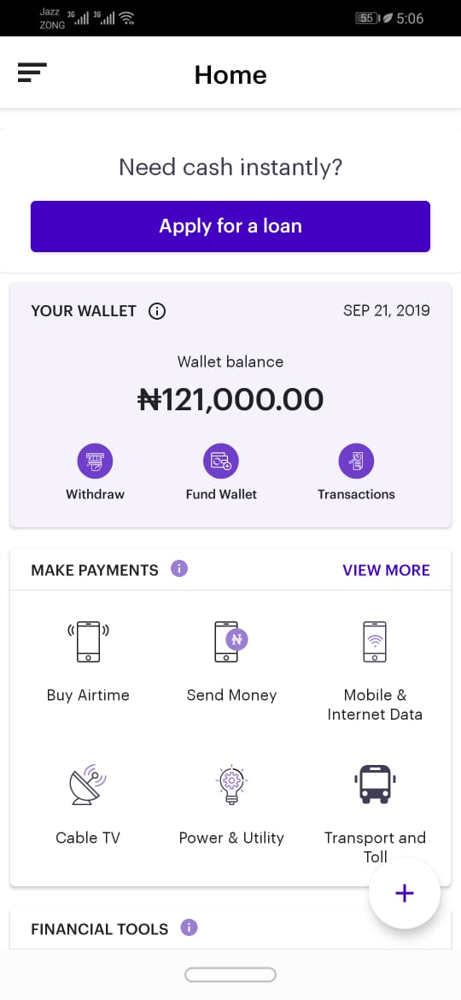 Jazz
ZONG
3G
3G
55
5:06
Home
Need cash instantly?
Apply for a loan
YOUR WALLET
SEP 21, 2019
Wallet balance
₦121,000.00
Withdraw
Fund Wallet
Transactions
MAKE PAYMENTS
VIEW MORE
₦
Buy Airtime
Send Money
Mobile &
Internet Data
Cable TV
Power & Utility
Transport and
Toll
FINANCIAL TOOLS